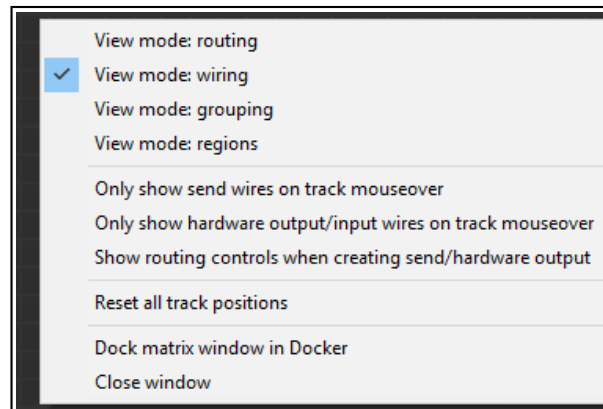 View mode: routing
View mode: wiring
View mode: grouping
View mode: regions
Only show send wires on track mouseover
Only show hardware output/input wires on track mouseover
Show routing controls when creating send/hardware output
Reset all track positions
Dock matrix window in Docker
Close window